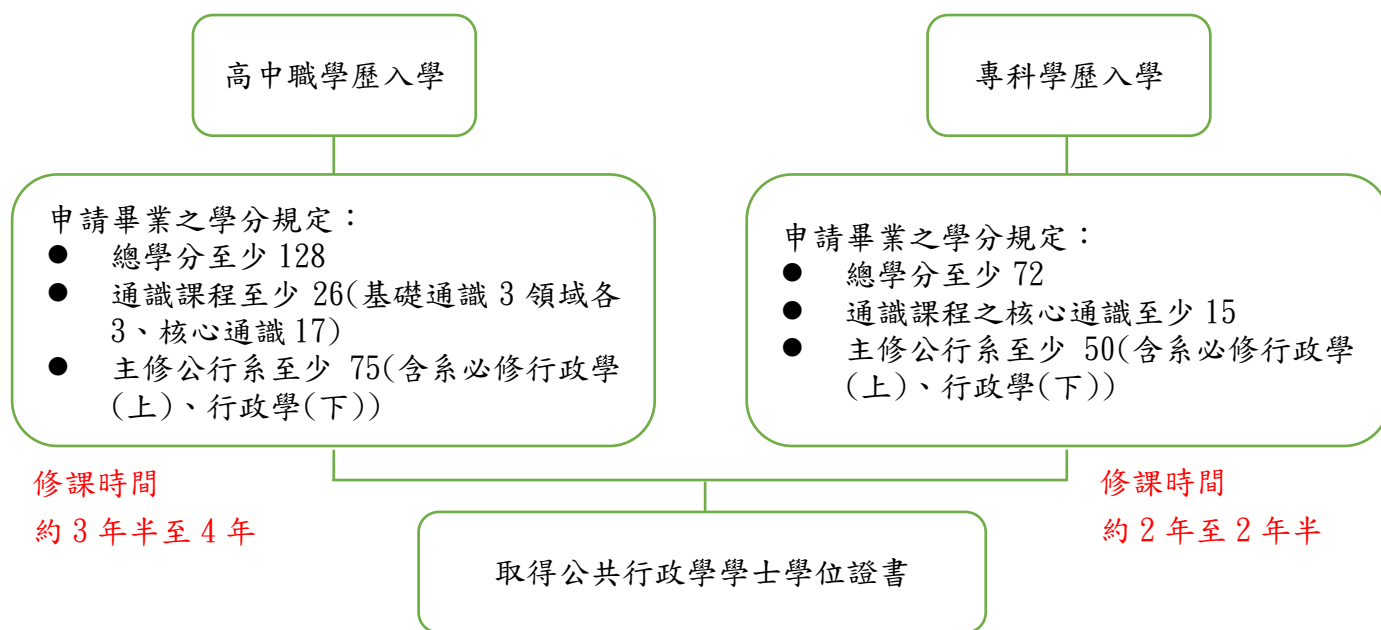 高中職學歷入學
專科學歷入學
申請畢業之學分規定：
● 總學分至少 128
● 通識課程至少 26(基礎通識 3 領域各
3、核心通識 17)
● 主修公行系至少 75(含系必修行政學
(上)、行政學(下))
申請畢業之學分規定：
● 總學分至少 72
● 通識課程之核心通識至少 15
● 主修公行系至少 50(含系必修行政學
(上)、行政學(下))
修課時間
約 3 年半至 4 年
修課時間
約 2 年至 2 年半
取得公共行政學學士學位證書